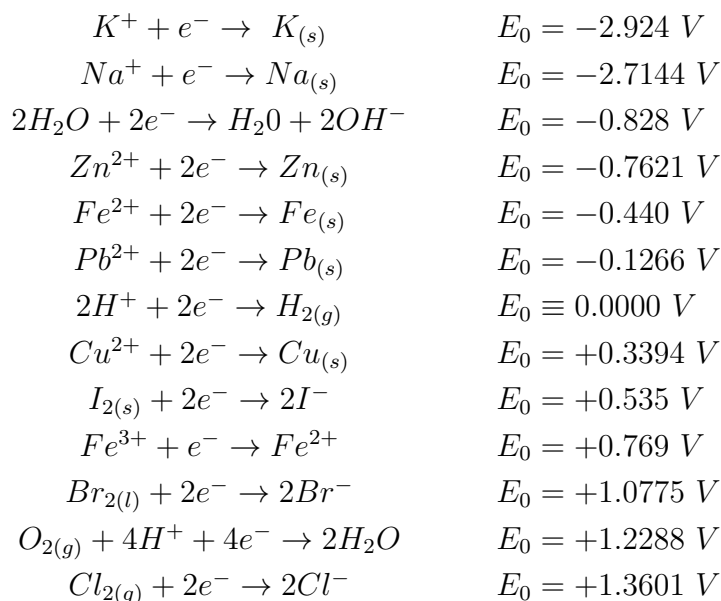 K⁺ + e⁻ → K₍ₛ₎ E₀ = −2.924 V
Na⁺ + e⁻ → Na₍ₛ₎ E₀ = −2.7144 V
2H₂O + 2e⁻ → H₂0 + 2OH⁻ E₀ = −0.828 V
Zn²⁺ + 2e⁻ → Zn₍ₛ₎ E₀ = −0.7621 V
Fe²⁺ + 2e⁻ → Fe₍ₛ₎ E₀ = −0.440 V
Pb²⁺ + 2e⁻ → Pb₍ₛ₎ E₀ = −0.1266 V
2H⁺ + 2e⁻ → H₂(g) E₀ ≡ 0.0000 V
Cu²⁺ + 2e⁻ → Cu₍ₛ₎ E₀ = +0.3394 V
I₂₍ₛ₎ + 2e⁻ → 2I⁻ E₀ = +0.535 V
Fe³⁺ + e⁻ → Fe²⁺ E₀ = +0.769 V
Br₂₍ₗ₎ + 2e⁻ → 2Br⁻ E₀ = +1.0775 V
O₂(g) + 4H⁺ + 4e⁻ → 2H₂O E₀ = +1.2288 V
Cl₂(g) + 2e⁻ → 2Cl⁻ E₀ = +1.3601 V